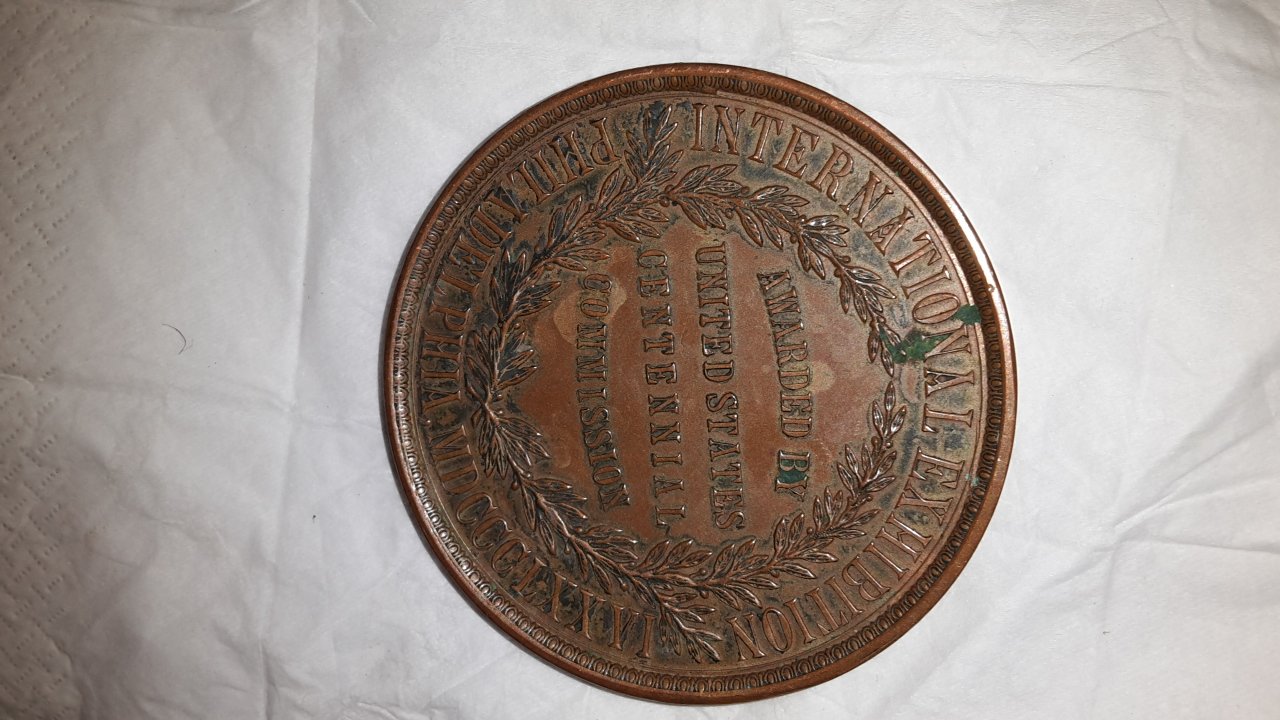 INTERNATIONAL EXHIBITION
PHILADELPHIA, MDCCCLXXVI
AWARDED BY
UNITED STATES
CENTENNIAL
COMMISSION